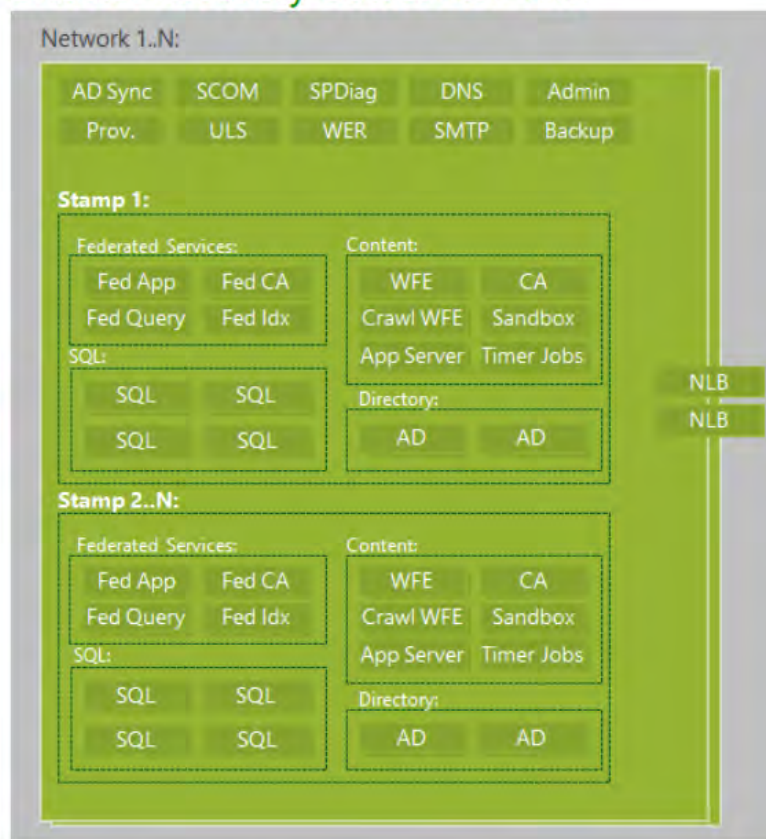 Network 1..N:
AD Sync SCOM SPDiag DNS Admin
Prov. ULS WER SMTP Backup
Stamp 1:
Federated Services:
Fed App Fed CA
Fed Query Fed Idx
SQL:
SQL SQL
SQL SQL
Content:
WFE CA
Crawl WFE Sandbox
App Server Timer Jobs
Directory:
AD AD
NLB
NLB
Stamp 2..N:
Federated Services:
Fed App Fed CA
Fed Query Fed Idx
SQL:
SQL SQL
SQL SQL
Content:
WFE CA
Crawl WFE Sandbox
App Server Timer Jobs
Directory:
AD AD